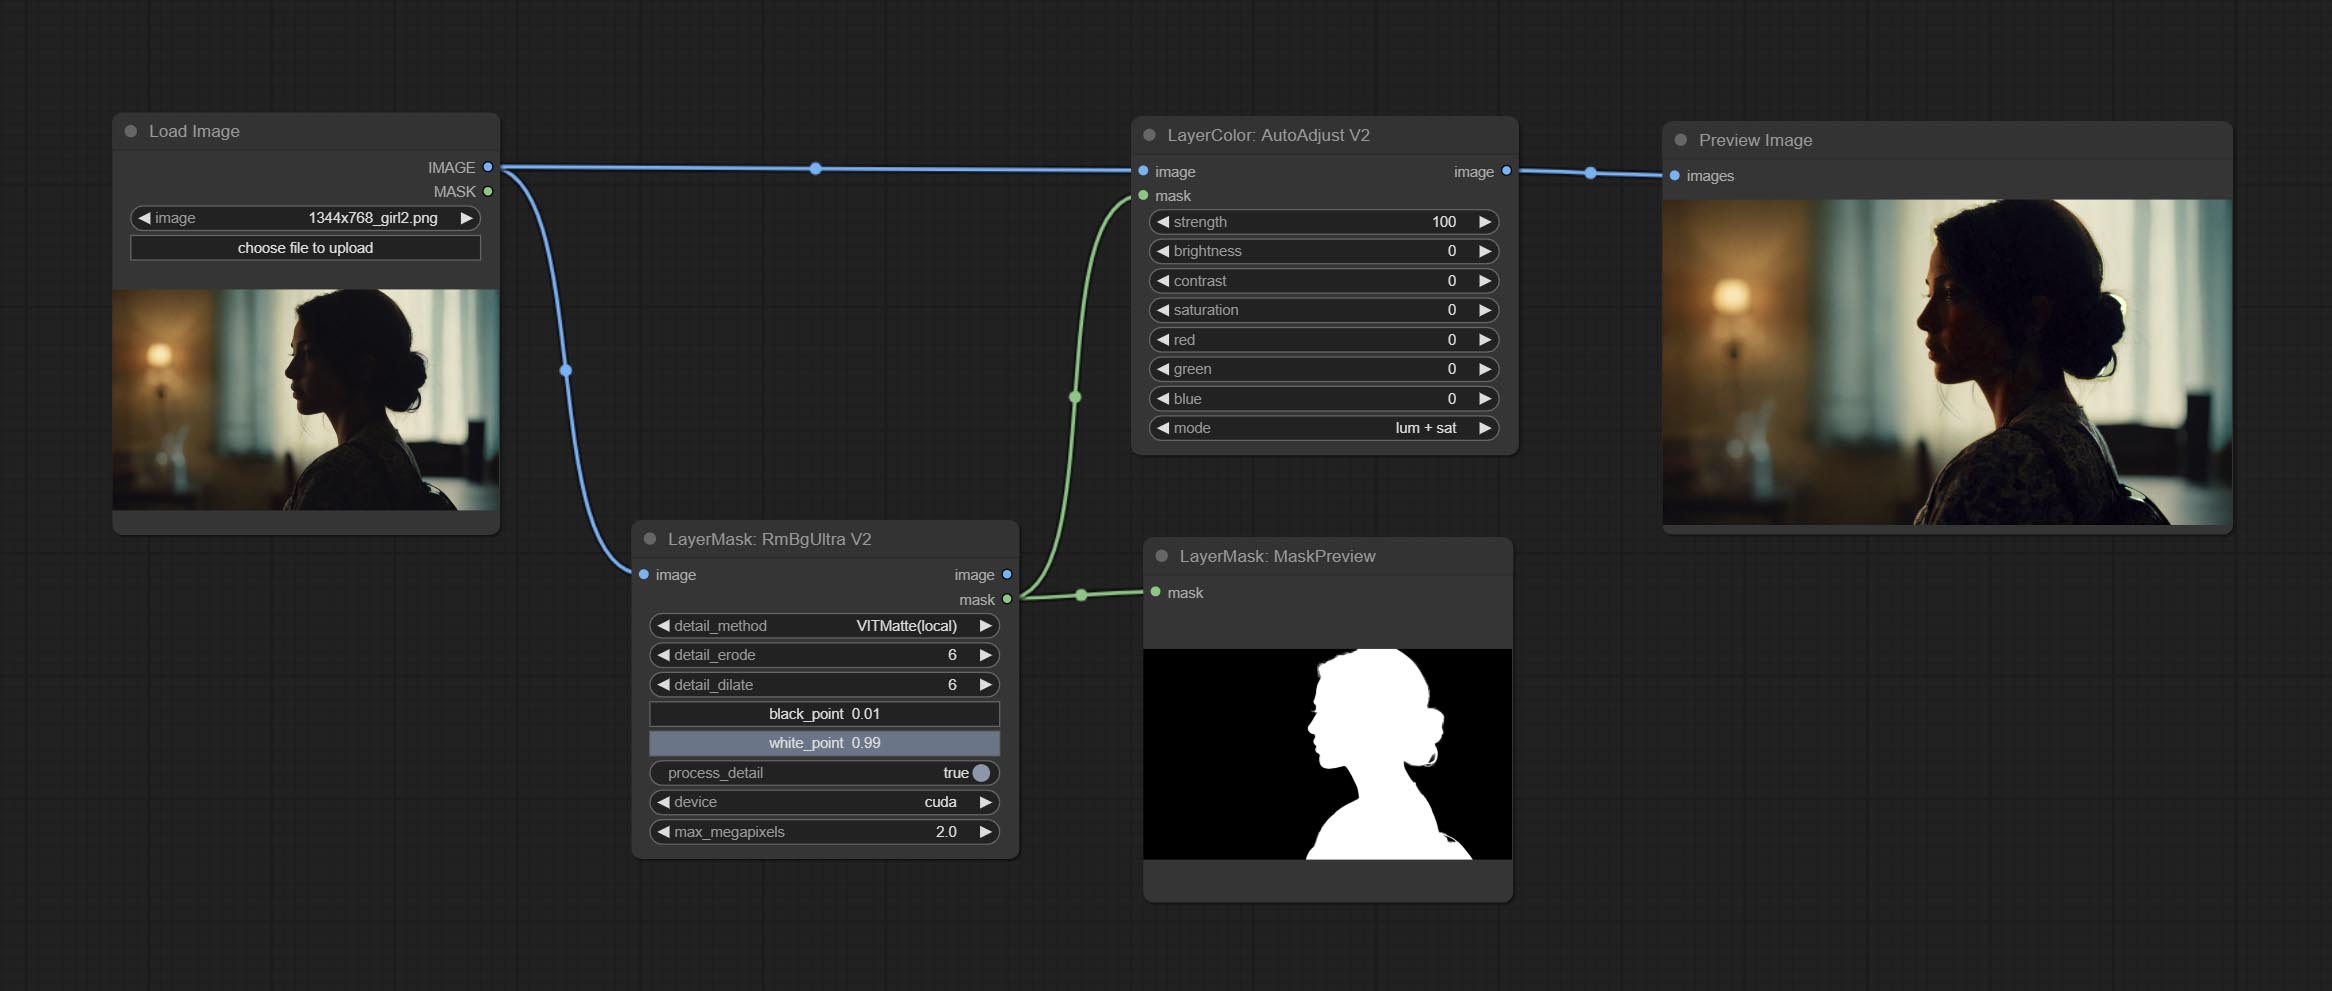 Load Image
IMAGE
MASK
image 1344x768_girl2.png
choose file to upload
LayerMask: RmBgUltra V2
image image
mask
detail_method VITMatte(local)
detail_erode 6
detail_dilate 6
black_point 0.01
white_point 0.99
process_detail true
device cuda
max_megapixels 2.0
LayerColor: AutoAdjust V2
image image
mask
strength 100
brightness 0
contrast 0
saturation 0
red 0
green 0
blue 0
mode lum + sat
LayerMask: MaskPreview
mask
Preview Image
images